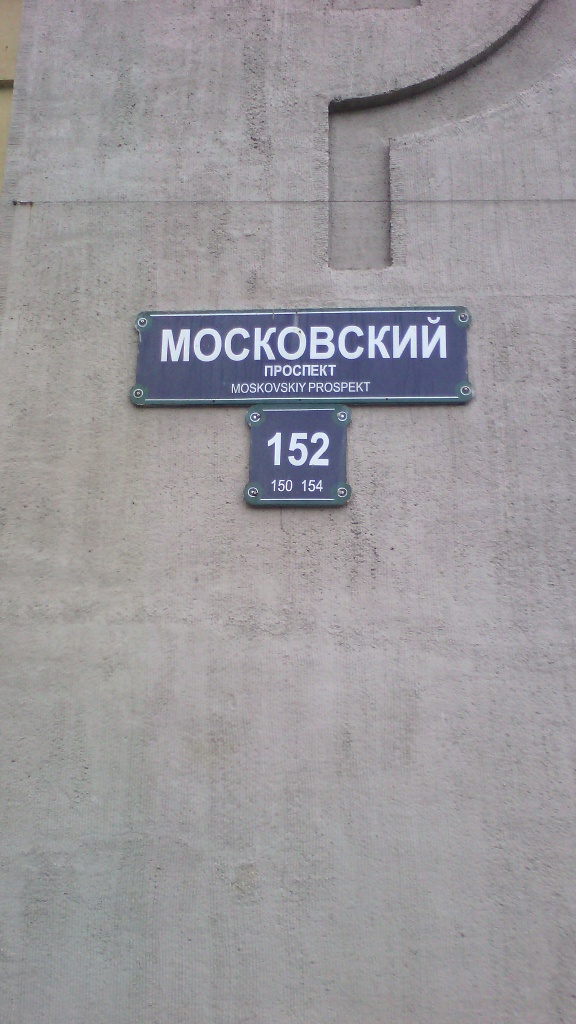 МОСКОВСКИЙ
ПРОСПЕКТ
MOSKOVSKIY PROSPEKT
152
150 154